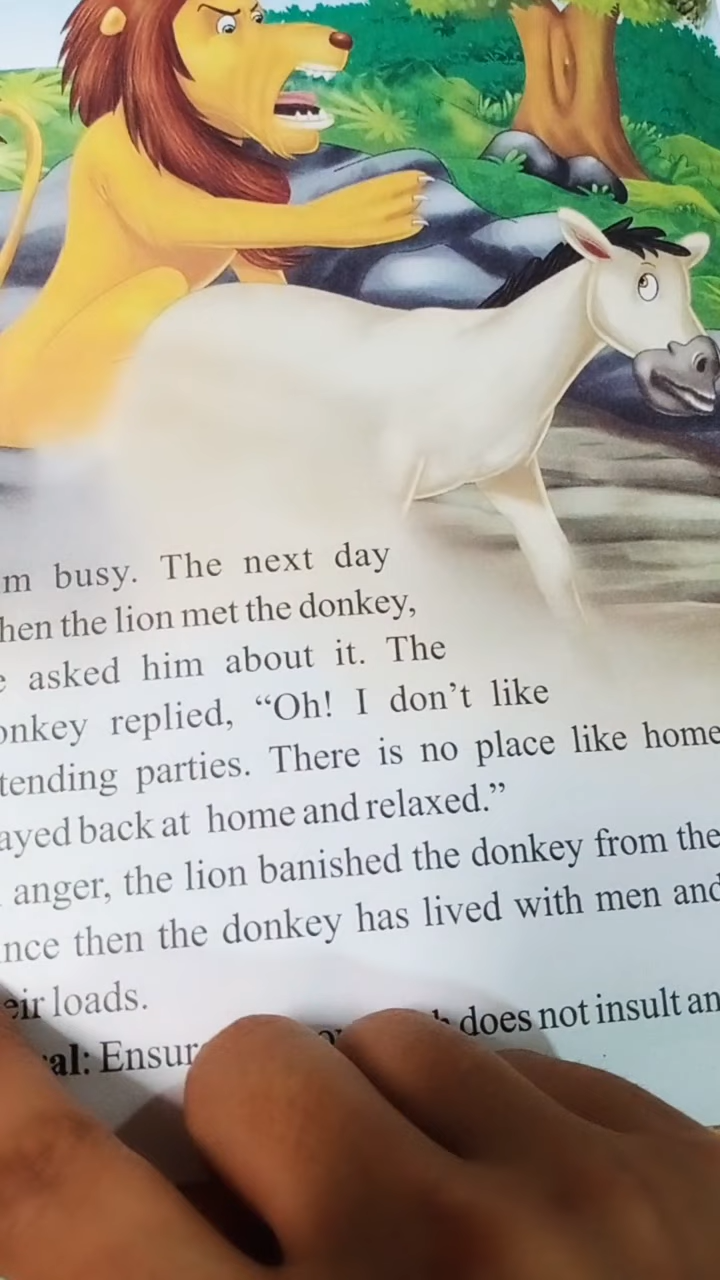 m busy. The next day
hen the lion met the donkey,
e asked him about it. The
onkey replied, “Oh! I don’t like
tending parties. There is no place like home
ayed back at home and relaxed.”
anger, the lion banished the donkey from the
nce then the donkey has lived with men and
eir loads.
al: Ensur does not insult an